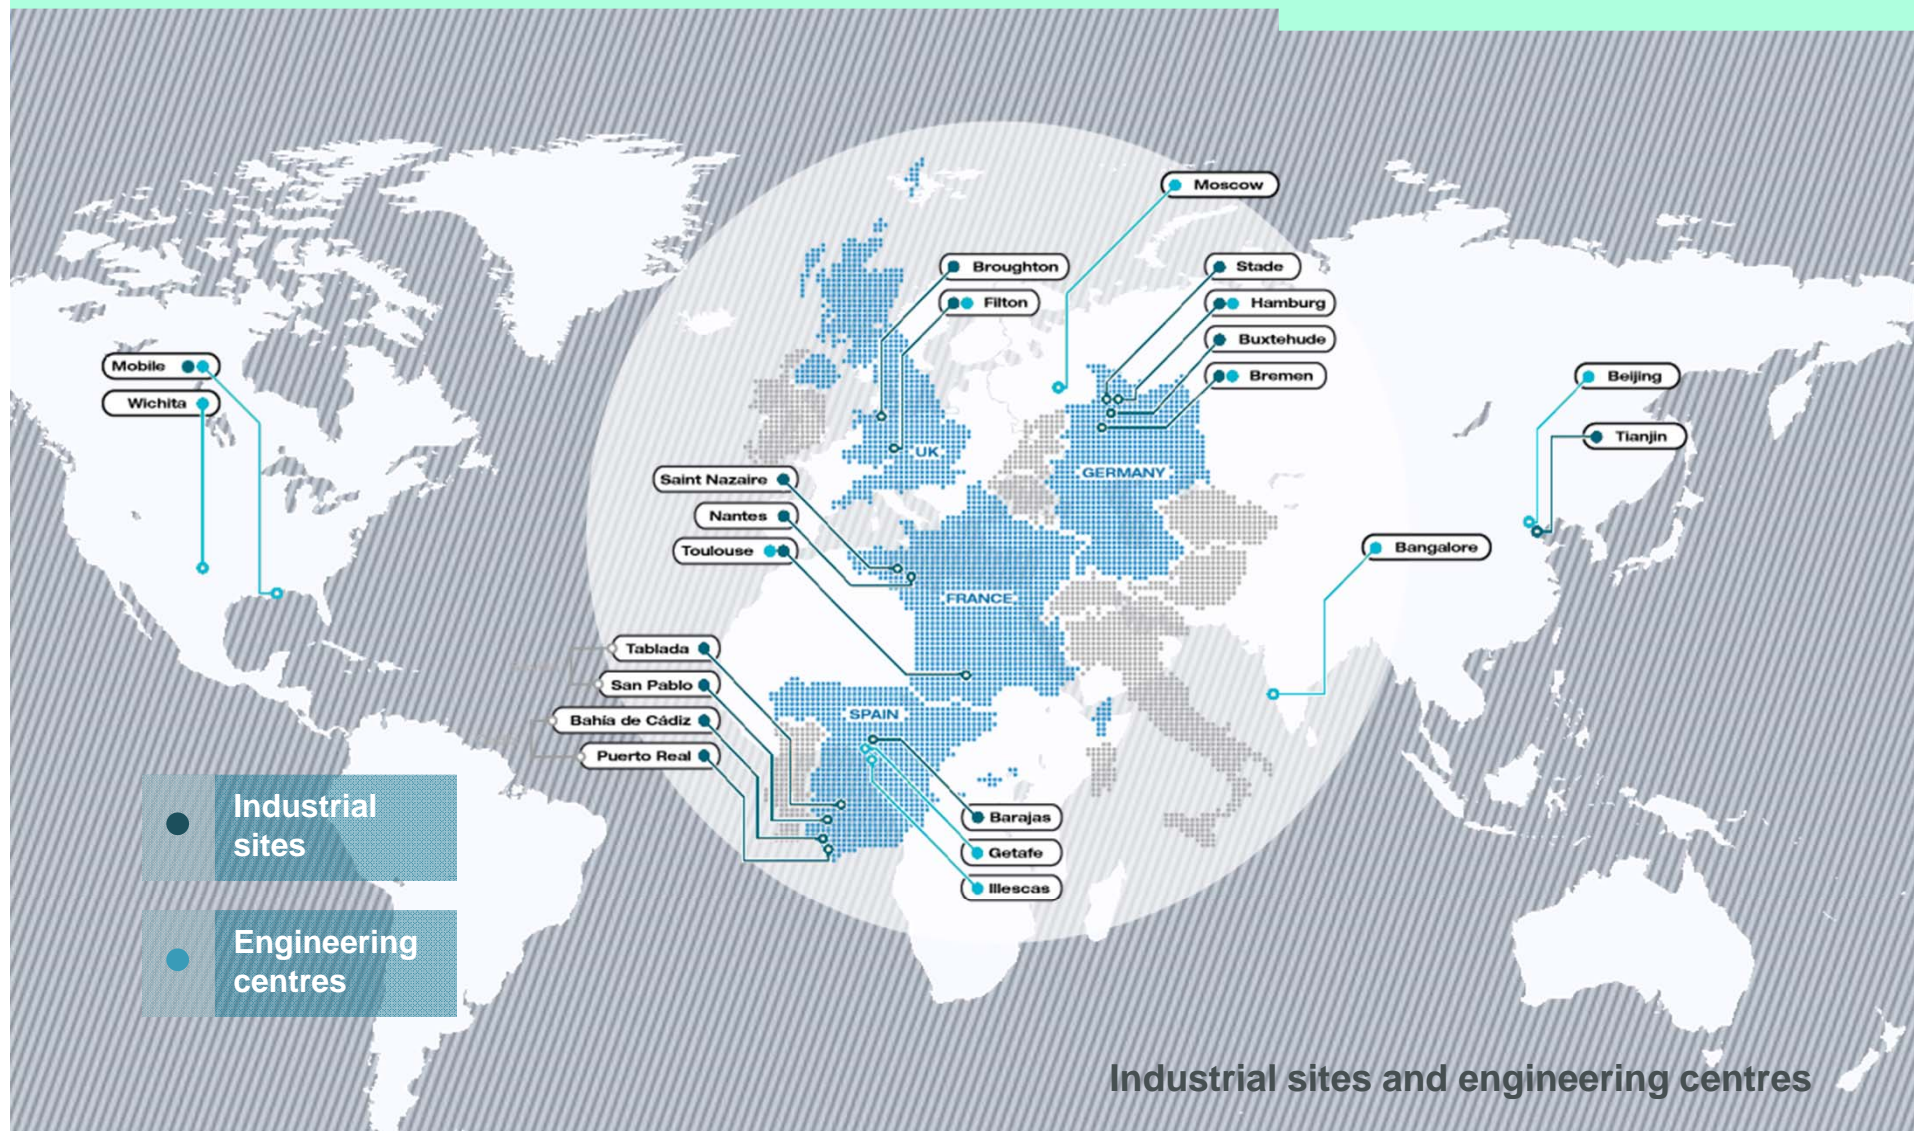 Moscow
Broughton
Filton
Stade
Hamburg
Buxtehude
Bremen
Mobile
Wichita
Beijing
Tianjin
UK
GERMANY
Saint Nazaire
Nantes
Toulouse
Bangalore
FRANCE
Tablada
San Pablo
Bahía de Cádiz
Puerto Real
SPAIN
Barajas
Getafe
Illescas
Industrial
sites
Engineering
centres
Industrial sites and engineering centres